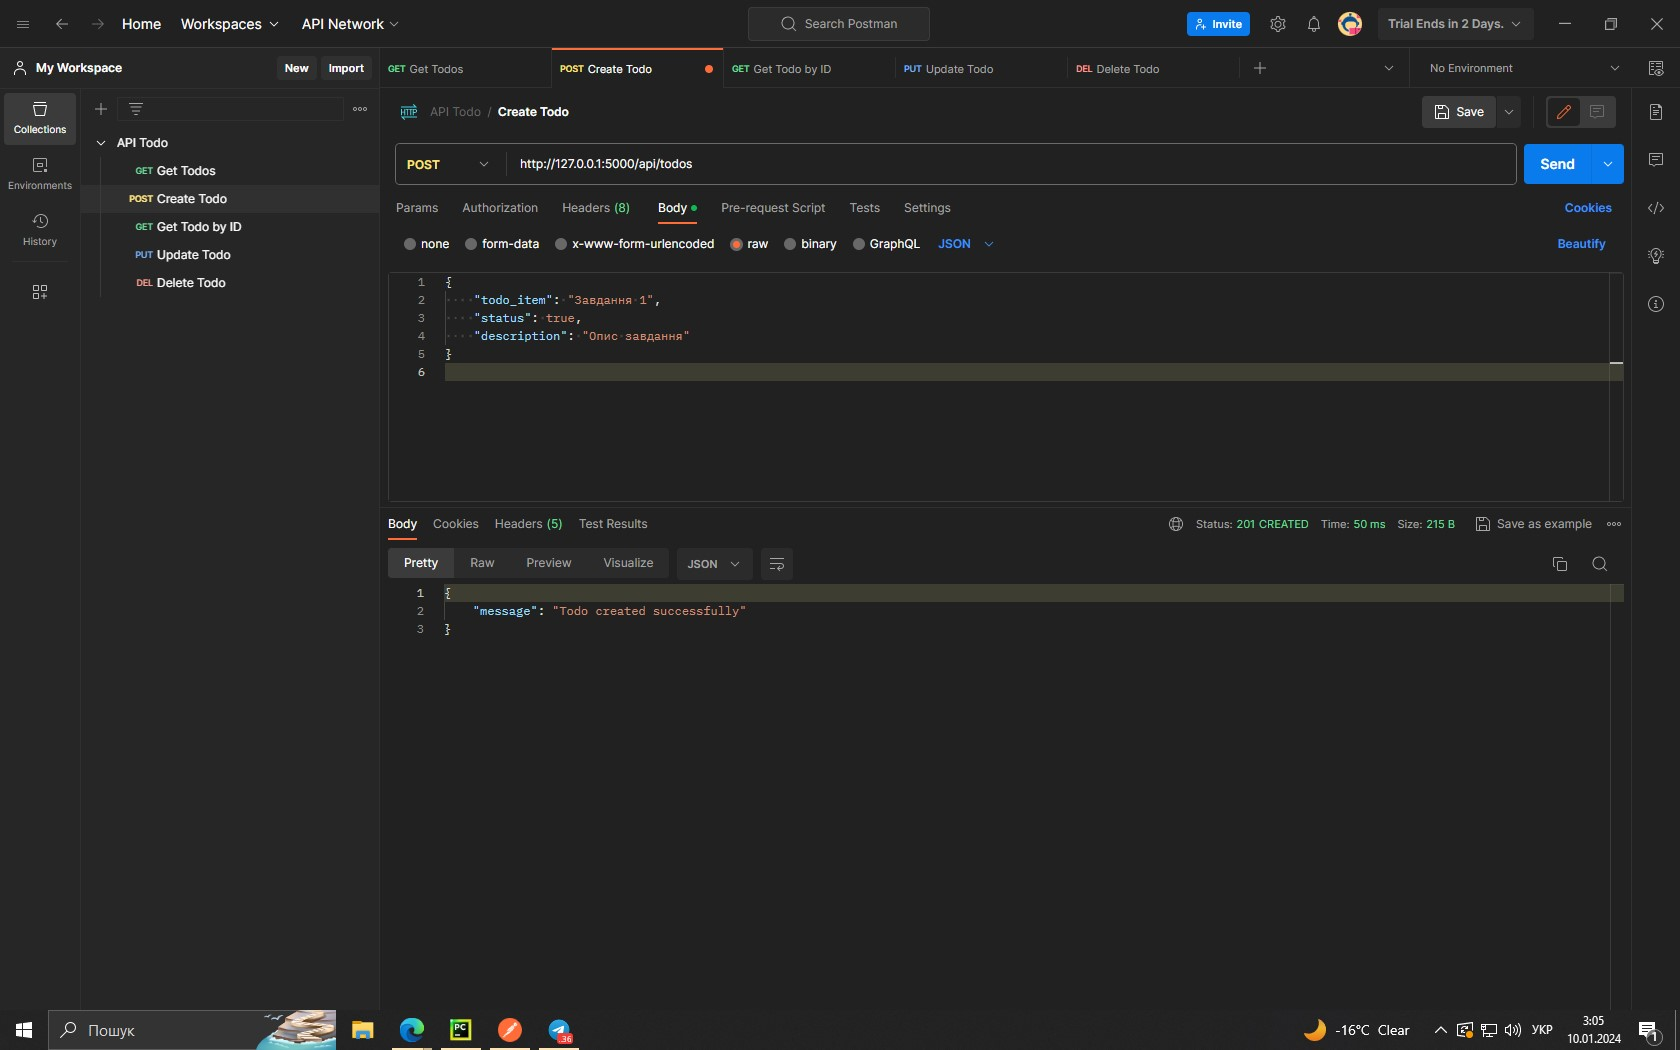 Home Workspaces API Network Search Postman Invite Trial Ends in 2 Days.
My Workspace New Import GET Get Todos POST Create Todo GET Get Todo by ID PUT Update Todo DEL Delete Todo No Environment
Collections
Environments
History
API Todo
GET Get Todos
POST Create Todo
GET Get Todo by ID
PUT Update Todo
DEL Delete Todo
HTTP API Todo / Create Todo Save
POST http://127.0.0.1:5000/api/todos Send
Params Authorization Headers (8) Body Pre-request Script Tests Settings Cookies
none form-data x-www-form-urlencoded raw binary GraphQL JSON Beautify
1 {
2 "todo_item": "Завдання 1",
3 "status": true,
4 "description": "Опис завдання"
5 }
6
Body Cookies Headers (5) Test Results Status: 201 CREATED Time: 50 ms Size: 215 B Save as example
Pretty Raw Preview Visualize JSON
1 {
2 "message": "Todo created successfully"
3 }
Пошук PC 36 -16°C Clear УКР 3:05
10.01.2024 1